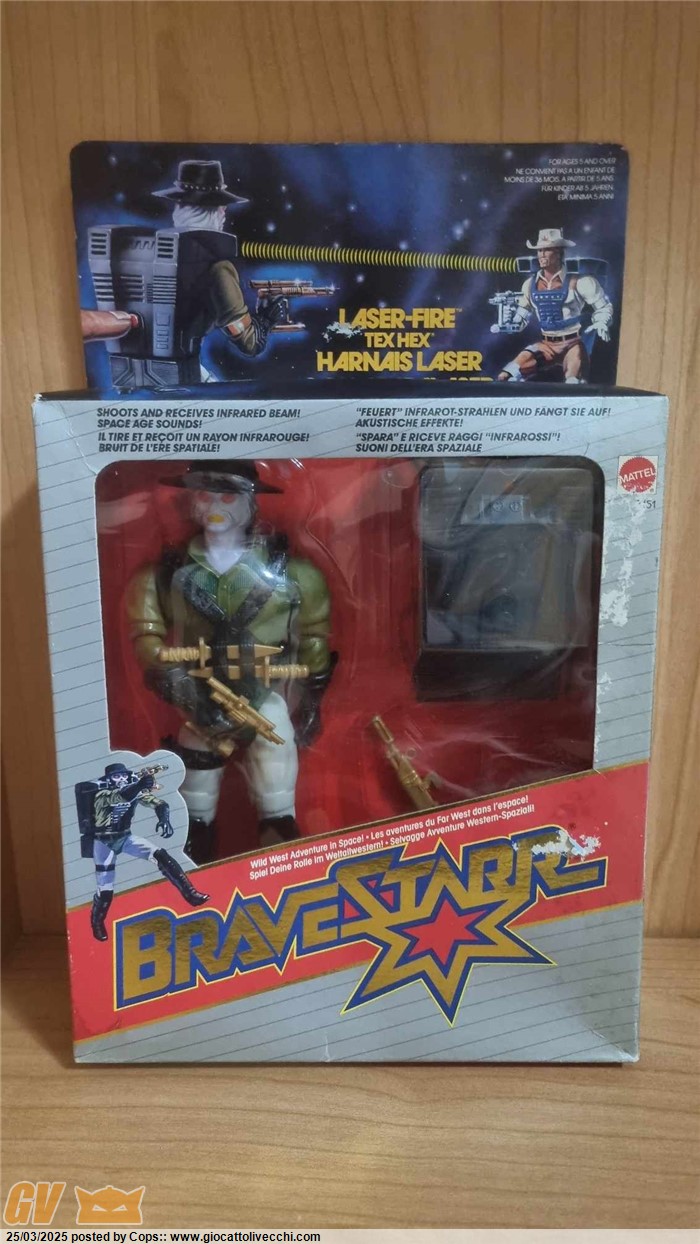 FOR AGES 5 AND OVER
NE CONVIENT PAS A UN ENFANT DE
MOINS DE 36 MOIS. A PARTIR DE 5 ANS
FÜR KINDER AB 5 JAHREN
ETÀ MINIMA 5 ANNI
LASER-FIRE™
TEX HEX™
HARNAIS LASER
SHOOTS AND RECEIVES INFRARED BEAM!
SPACE AGE SOUNDS!
IL TIRE ET REÇOIT UN RAYON INFRAROUGE!
BRUIT DE L'ERE SPATIALE!
"FEUERT" INFRAROT-STRAHLEN UND FÄNGT SIE AUF!
AKUSTISCHE EFFEKTE!
"SPARA" E RICEVE RAGGI "INFRAROSSI"!
SUONI DELL'ERA SPAZIALE
MATTEL
Wild West Adventure in Space! • Les aventures du Far West dans l'espace!
Spiel Deine Rolle im Weltallwestern! • Selvagge Avventure Western-Spaziali!
BRAVESTARR
GV
25/03/2025 posted by Cops:: www.giocattolivecchi.com